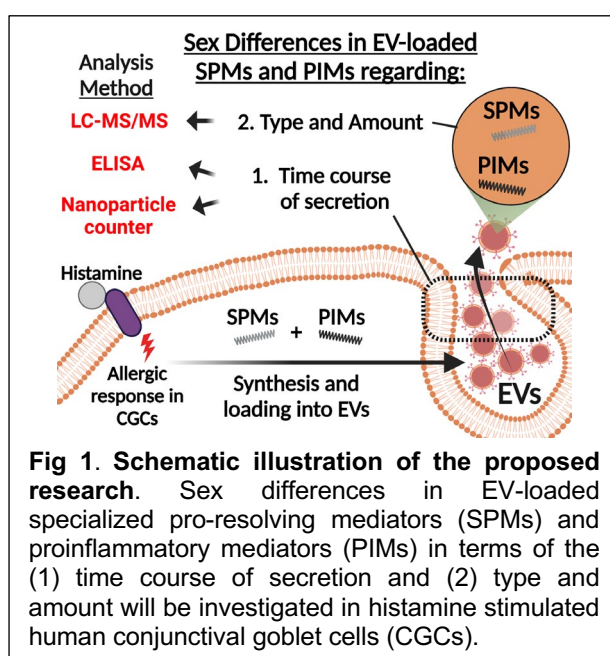 Sex Differences in EV-loaded
SPMs and PIMs regarding:
Analysis
Method
LC-MS/MS
ELISA
Nanoparticle
counter
2. Type and Amount
1. Time course
of secretion
SPMs
PIMs
Histamine
SPMs + PIMs
Allergic
response in
CGCs
Synthesis and
loading into EVs
EVs
Fig 1. Schematic illustration of the proposed
research. Sex differences in EV-loaded
specialized pro-resolving mediators (SPMs) and
proinflammatory mediators (PIMs) in terms of the
(1) time course of secretion and (2) type and
amount will be investigated in histamine stimulated
human conjunctival goblet cells (CGCs).